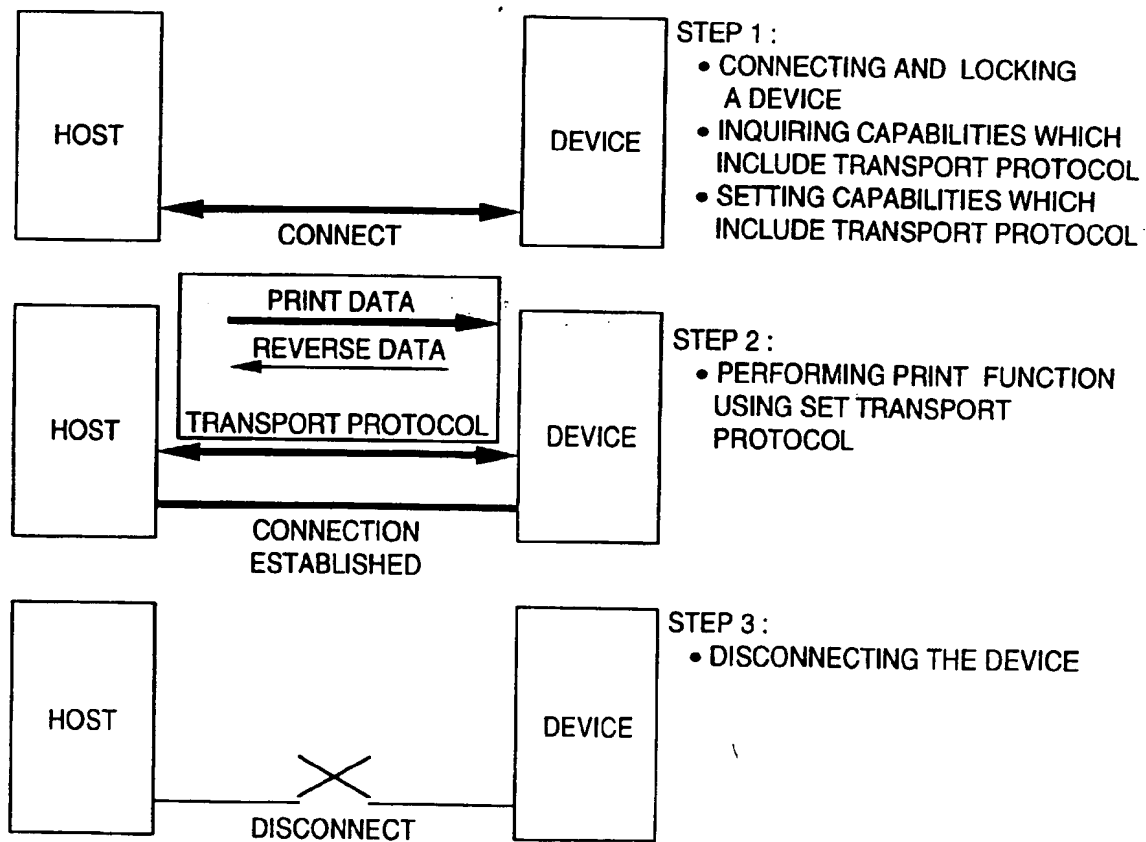 HOST
DEVICE
CONNECT
STEP 1 :
• CONNECTING AND LOCKING
A DEVICE
• INQUIRING CAPABILITIES WHICH
INCLUDE TRANSPORT PROTOCOL
• SETTING CAPABILITIES WHICH
INCLUDE TRANSPORT PROTOCOL
PRINT DATA
REVERSE DATA
TRANSPORT PROTOCOL
HOST
DEVICE
CONNECTION
ESTABLISHED
STEP 2 :
• PERFORMING PRINT FUNCTION
USING SET TRANSPORT
PROTOCOL
HOST
DEVICE
DISCONNECT
STEP 3 :
• DISCONNECTING THE DEVICE